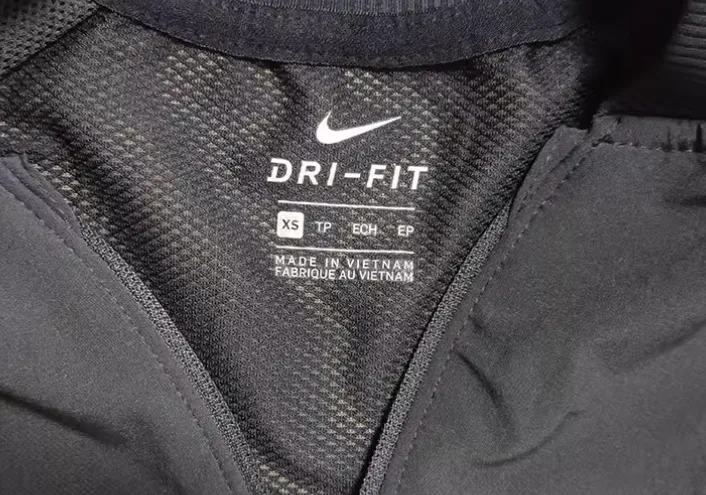 DRI-FIT
XS TP ECH EP
MADE IN VIETNAM
FABRIQUE AU VIETNAM